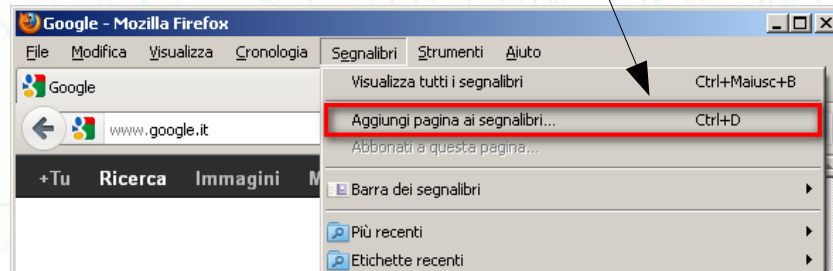 Google - Mozilla Firefox
File Modifica Visualizza Cronologia Segnalibri Strumenti Aiuto
Google
Visualizza tutti i segnalibri Ctrl+Maiusc+B
www.google.it
Aggiungi pagina ai segnalibri... Ctrl+D
Abbonati a questa pagina...
+Tu Ricerca Immagini M
Barra dei segnalibri
Più recenti
Etichette recenti